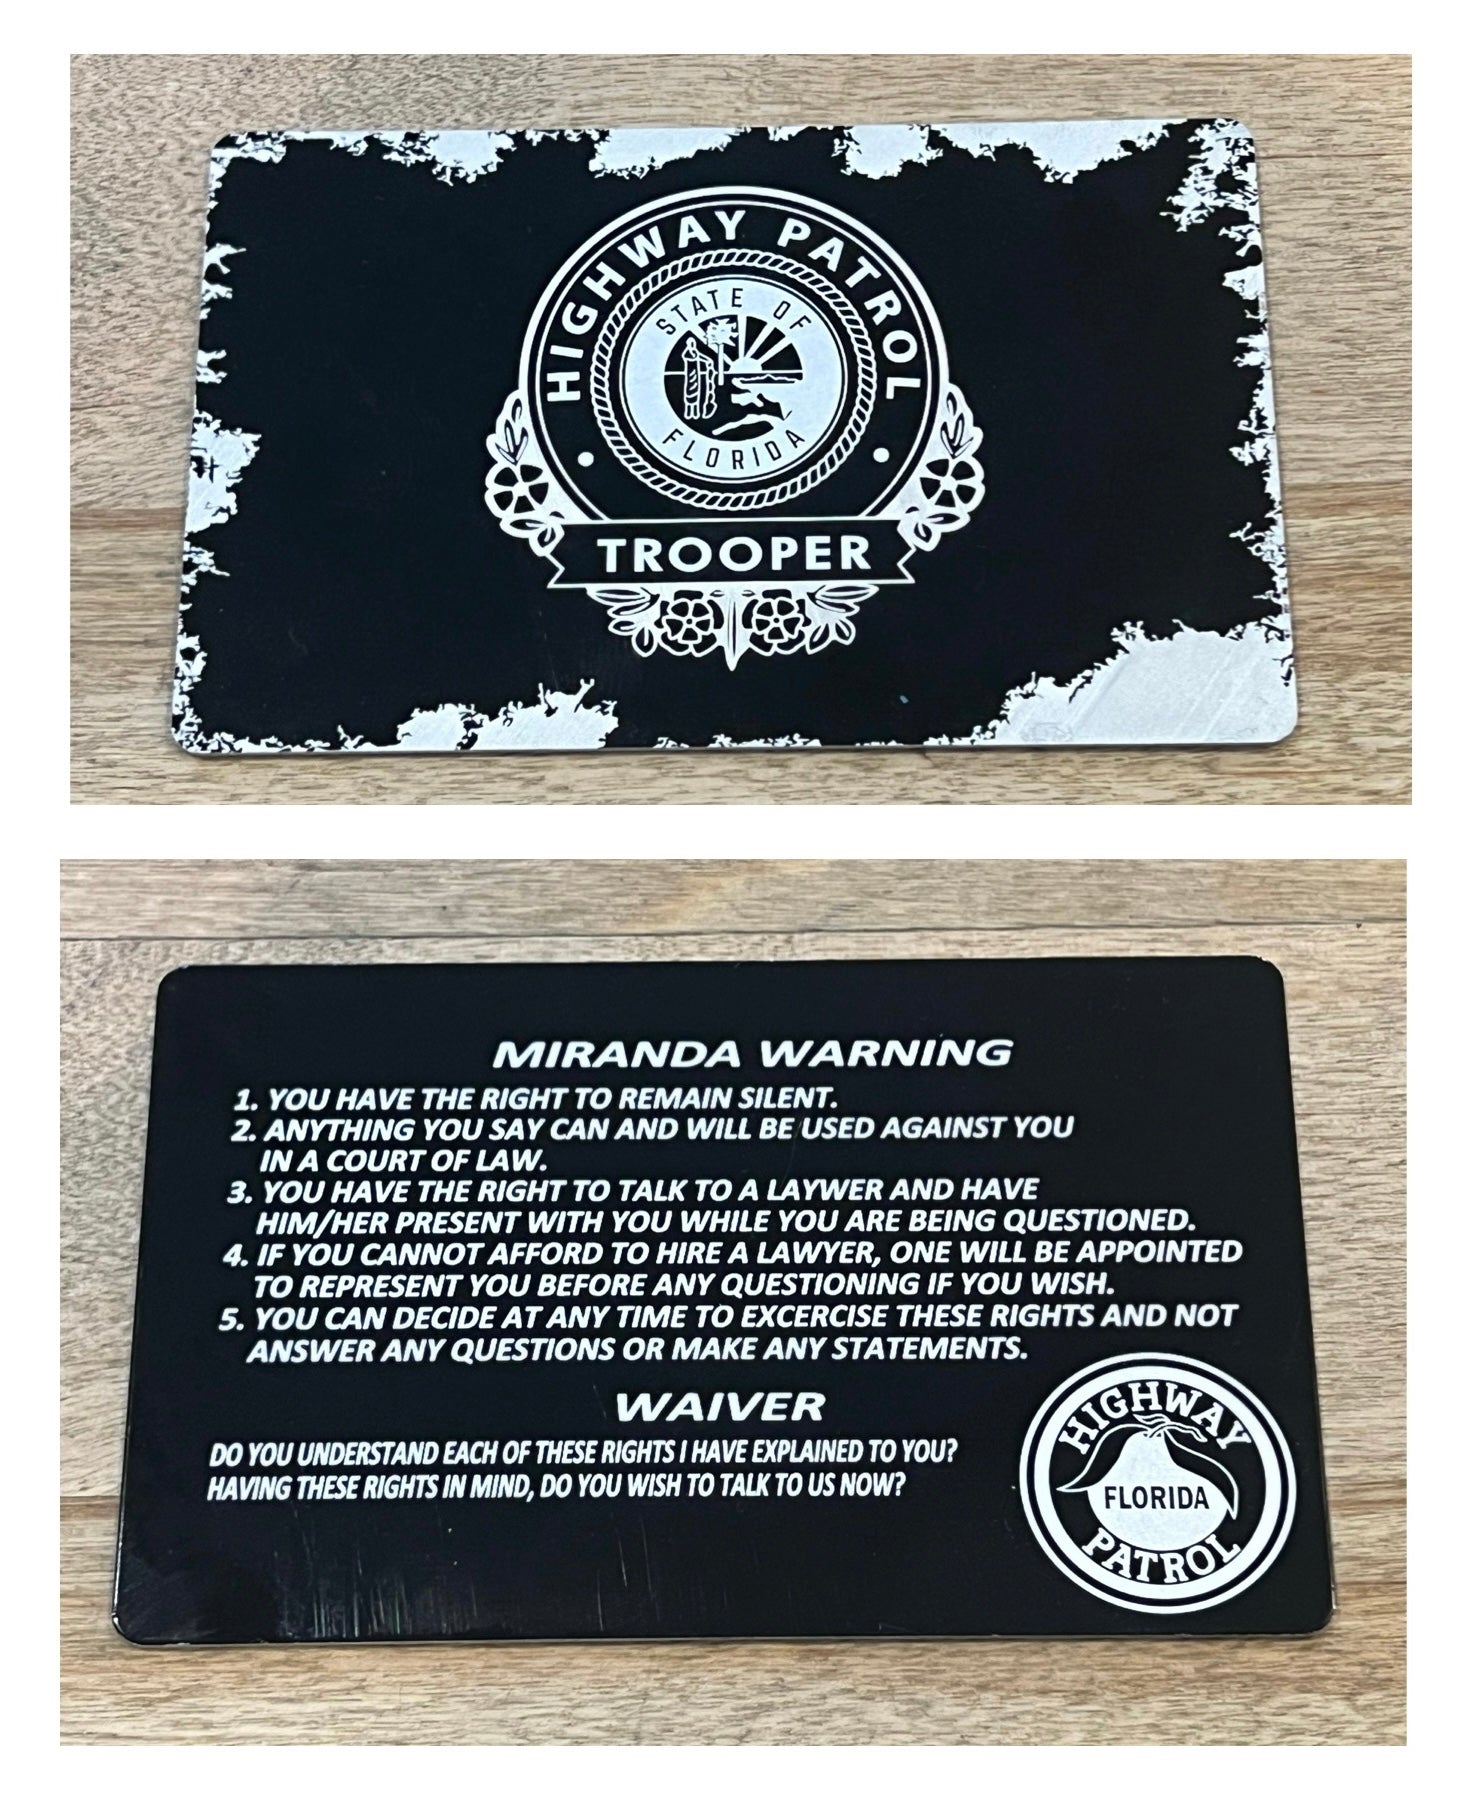 HIGHWAY PATROL
STATE OF
FLORIDA
TROOPER
MIRANDA WARNING
1. YOU HAVE THE RIGHT TO REMAIN SILENT.
2. ANYTHING YOU SAY CAN AND WILL BE USED AGAINST YOU
IN A COURT OF LAW.
3. YOU HAVE THE RIGHT TO TALK TO A LAYWER AND HAVE
HIM/HER PRESENT WITH YOU WHILE YOU ARE BEING QUESTIONED.
4. IF YOU CANNOT AFFORD TO HIRE A LAWYER, ONE WILL BE APPOINTED
TO REPRESENT YOU BEFORE ANY QUESTIONING IF YOU WISH.
5. YOU CAN DECIDE AT ANY TIME TO EXCERCISE THESE RIGHTS AND NOT
ANSWER ANY QUESTIONS OR MAKE ANY STATEMENTS.
WAIVER
DO YOU UNDERSTAND EACH OF THESE RIGHTS I HAVE EXPLAINED TO YOU?
HAVING THESE RIGHTS IN MIND, DO YOU WISH TO TALK TO US NOW?
HIGHWAY
FLORIDA
PATROL